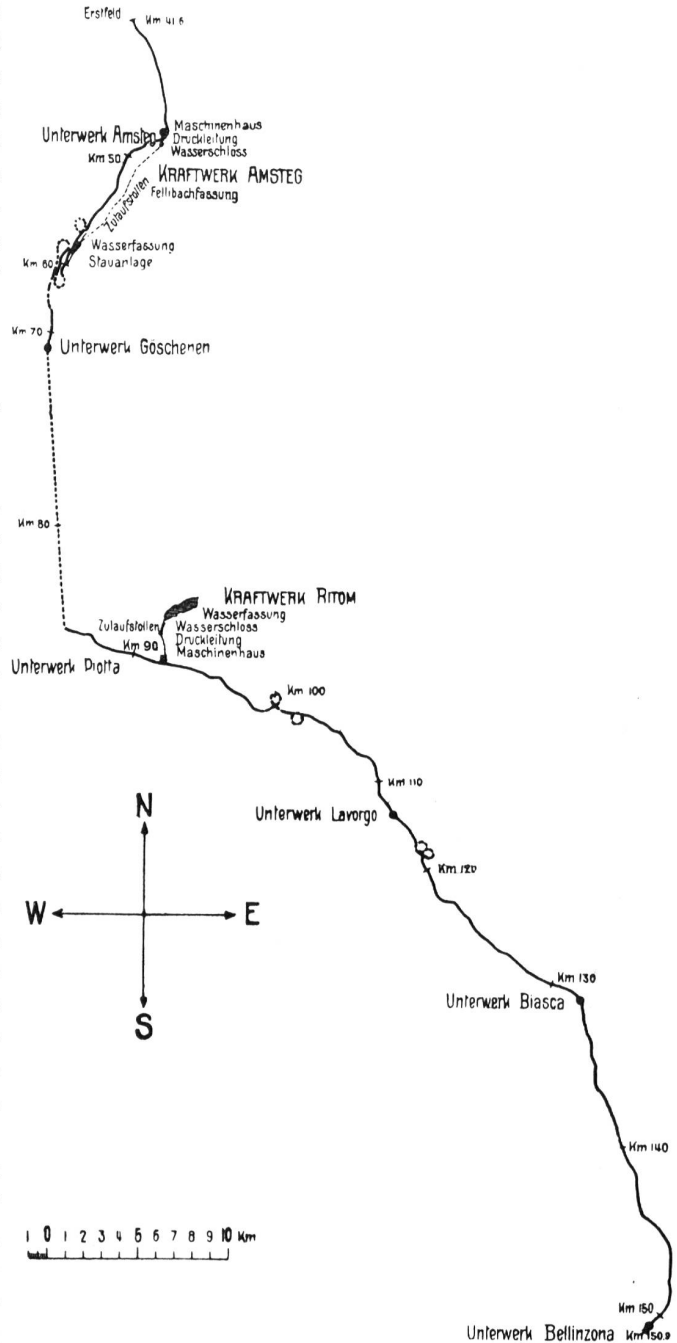 Erstfeld Km 41.6
Unterwerk Amsteg
Maschinenhaus
Druckleitung
Wasserschloss
Km 50
KRAFTWERK AMSTEG
Fellibachfassung
Zulaufstollen
Wasserfassung
Stauanlage
Km 60
Km 70
Unterwerk Göschenen
Km 80
KRAFTWERK RITOM
Wasserfassung
Zulaufstollen Wasserschloss
Druckleitung
Km 90 Maschinenhaus
Unterwerk Piotta
Km 100
Km 110
Unterwerk Lavorgo
Km 120
N
W E
S
Km 130
Unterwerk Biasca
Km 140
1 0 1 2 3 4 5 6 7 8 9 10 Km
Km 150
Unterwerk Bellinzona Km 150.9